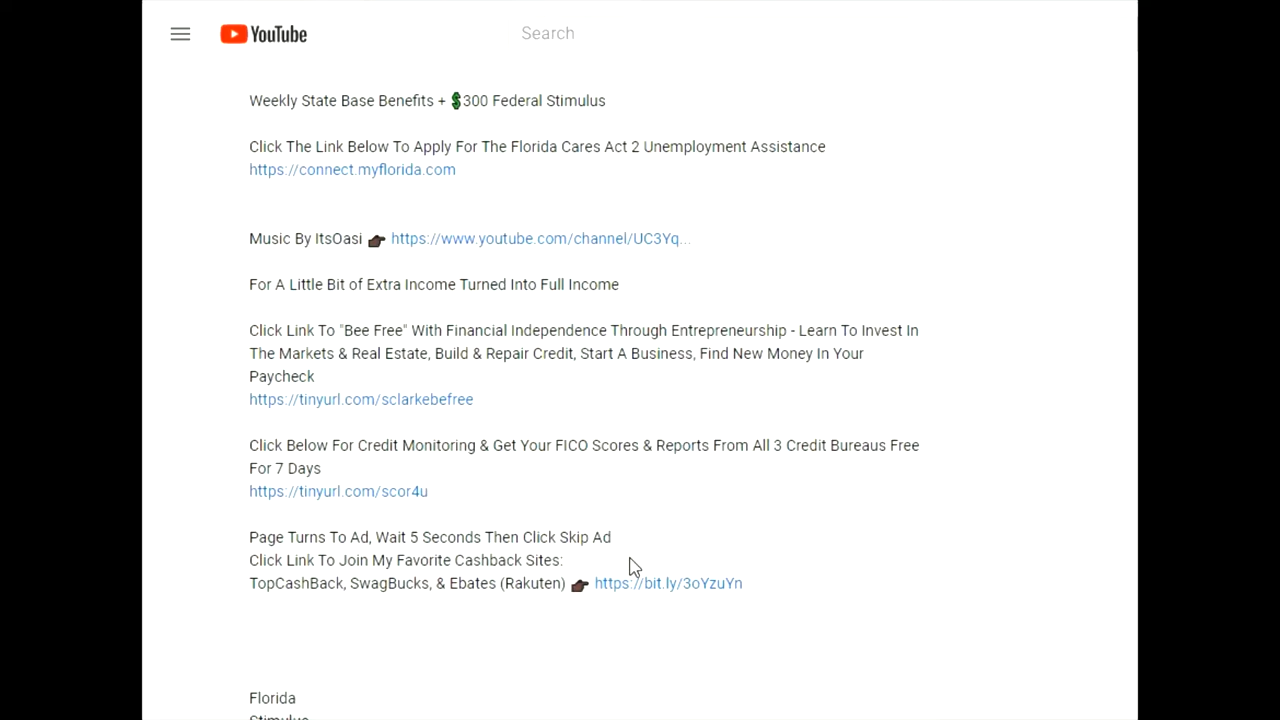 YouTube
Search
Weekly State Base Benefits + 💲300 Federal Stimulus
Click The Link Below To Apply For The Florida Cares Act 2 Unemployment Assistance
https://connect.myflorida.com
Music By ItsOasi 👉🏿 https://www.youtube.com/channel/UC3Yq...
For A Little Bit of Extra Income Turned Into Full Income
Click Link To "Bee Free" With Financial Independence Through Entrepreneurship - Learn To Invest In
The Markets & Real Estate, Build & Repair Credit, Start A Business, Find New Money In Your
Paycheck
https://tinyurl.com/sclarkebefree
Click Below For Credit Monitoring & Get Your FICO Scores & Reports From All 3 Credit Bureaus Free
For 7 Days
https://tinyurl.com/scor4u
Page Turns To Ad, Wait 5 Seconds Then Click Skip Ad
Click Link To Join My Favorite Cashback Sites:
TopCashBack, SwagBucks, & Ebates (Rakuten) 👉🏿 https://bit.ly/3oYzuYn
Florida
Stimulus